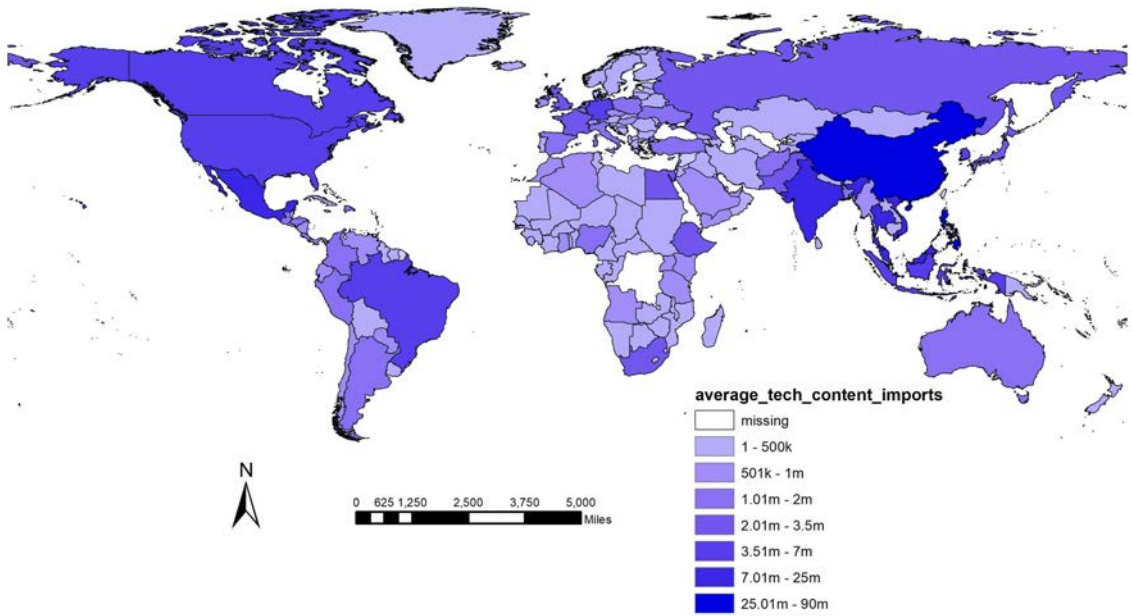 average_tech_content_imports
missing
1 - 500k
501k - 1m
1.01m - 2m
2.01m - 3.5m
3.51m - 7m
7.01m - 25m
25.01m - 90m
N
0 625 1,250 2,500 3,750 5,000
Miles